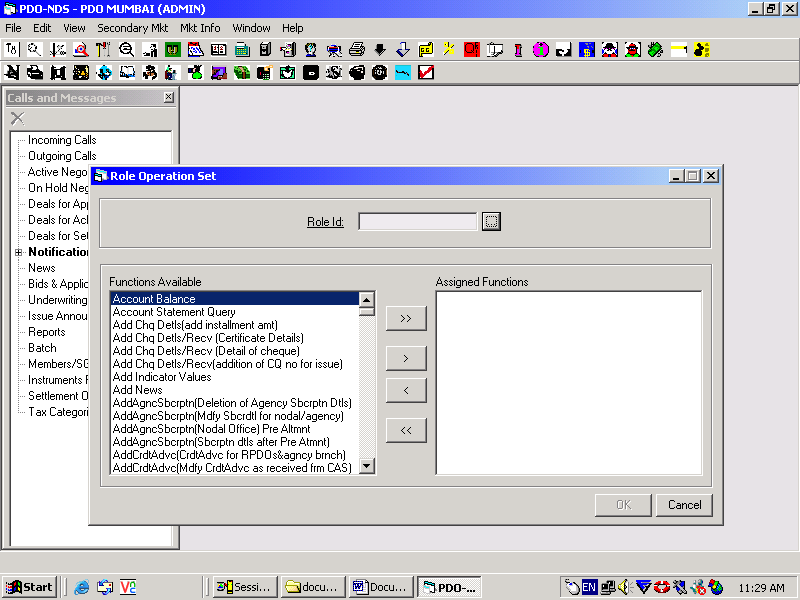 PDO-NDS - PDO MUMBAI (ADMIN)
File Edit View Secondary Mkt Mkt Info Window Help
Calls and Messages
Incoming Calls
Outgoing Calls
Active Nego
On Hold Neg
Deals for Ap
Deals for Ac
Deals for Se
Notification
News
Bids & Applic
Underwriting
Issue Annou
Reports
Batch
Members/SG
Instruments
Settlement O
Tax Categori
Role Operation Set
Role Id:
Functions Available
Account Balance
Account Statement Query
Add Chq Detls(add installment amt)
Add Chq Detls/Recv (Certificate Details)
Add Chq Detls/Recv (Detail of cheque)
Add Chq Detls/Recv(addition of CQ no for issue)
Add Indicator Values
Add News
AddAgncSbcrptn(Deletion of Agency Sbcrptn Dtls)
AddAgncSbcrptn(Mdfy Sbcrdtl for nodal/agency)
AddAgncSbcrptn(Nodal Office) Pre Altmnt
AddAgncSbcrptn(Sbcrptn dtls after Pre Atmnt)
AddCrdtAdvc(CrdtAdvc for RPDOs&agncy brnch)
AddCrdtAdvc(Mdfy CrdtAdvc as received frm CAS)
>>
>
<
<<
Assigned Functions
OK Cancel
Start Sessi... docu... Docu... PDO-... EN 11:29 AM